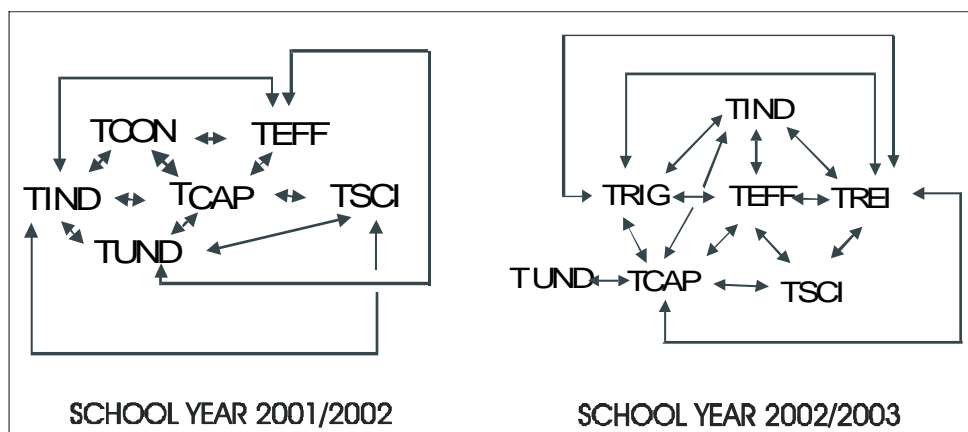 TCON TEFF
TIND TCAP TSCI
TUND
SCHOOL YEAR 2001/2002
TIND
TRIG TEFF TREI
TUND TCAP TSCI
SCHOOL YEAR 2002/2003